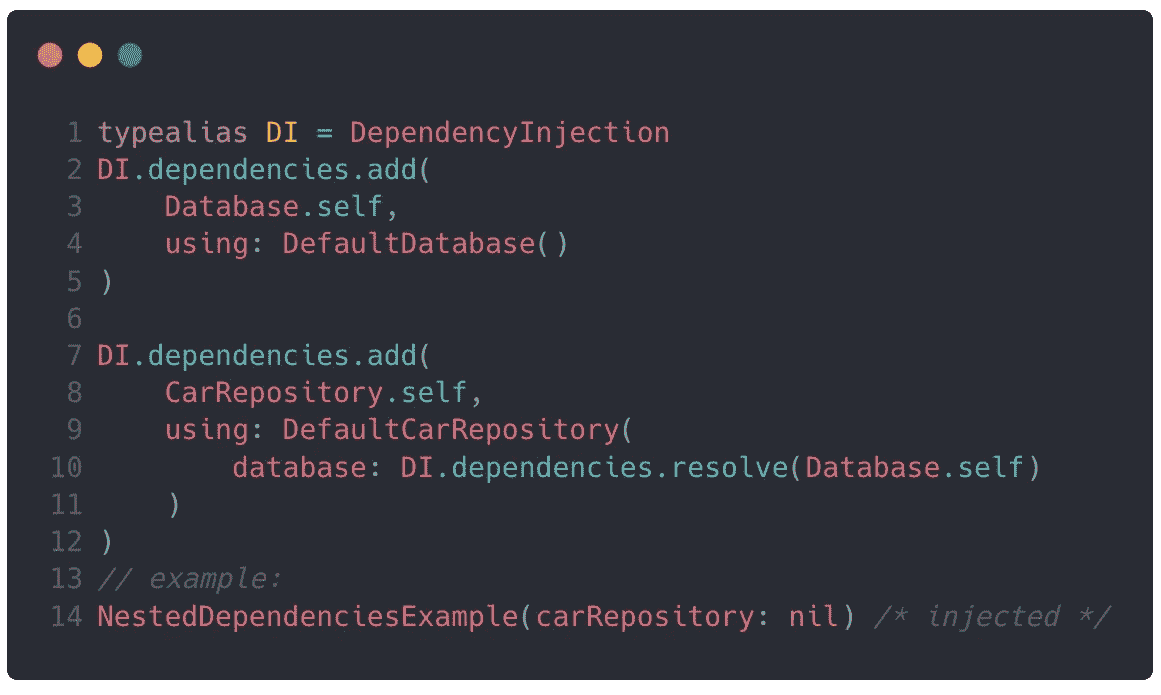 1 typealias DI = DependencyInjection
2 DI.dependencies.add(
3     Database.self,
4     using: DefaultDatabase()
5 )
6
7 DI.dependencies.add(
8     CarRepository.self,
9     using: DefaultCarRepository(
10         database: DI.dependencies.resolve(Database.self)
11     )
12 )
13 // example:
14 NestedDependenciesExample(carRepository: nil) /* injected */